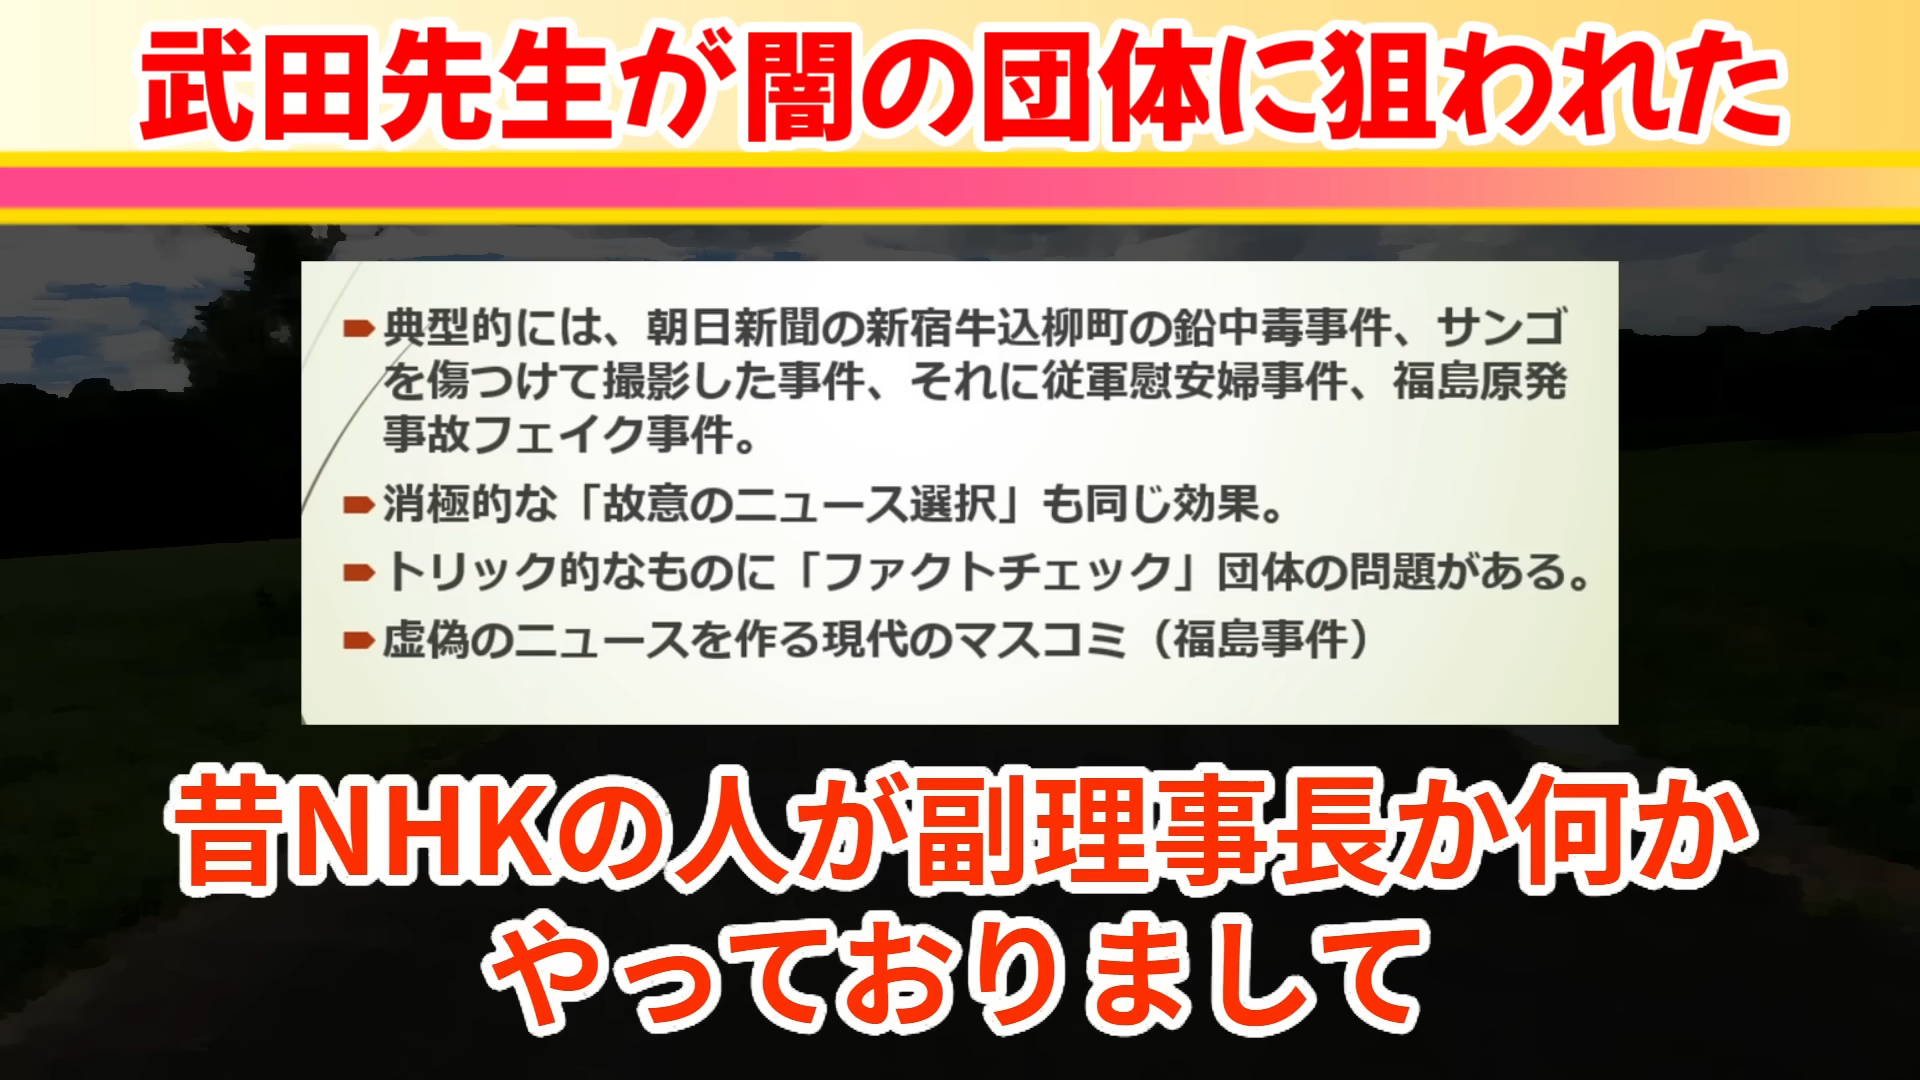 武田先生が闇の団体に狙われた
典型的には、朝日新聞の新宿牛込柳町の鉛中毒事件、サンゴ
を傷つけて撮影した事件、それに従軍慰安婦事件、福島原発
事故フェイク事件。
消極的な「故意のニュース選択」も同じ効果。
トリック的なものに「ファクトチェック」団体の問題がある。
虚偽のニュースを作る現代のマスコミ（福島事件）
昔NHKの人が副理事長か何か
やっておりまして